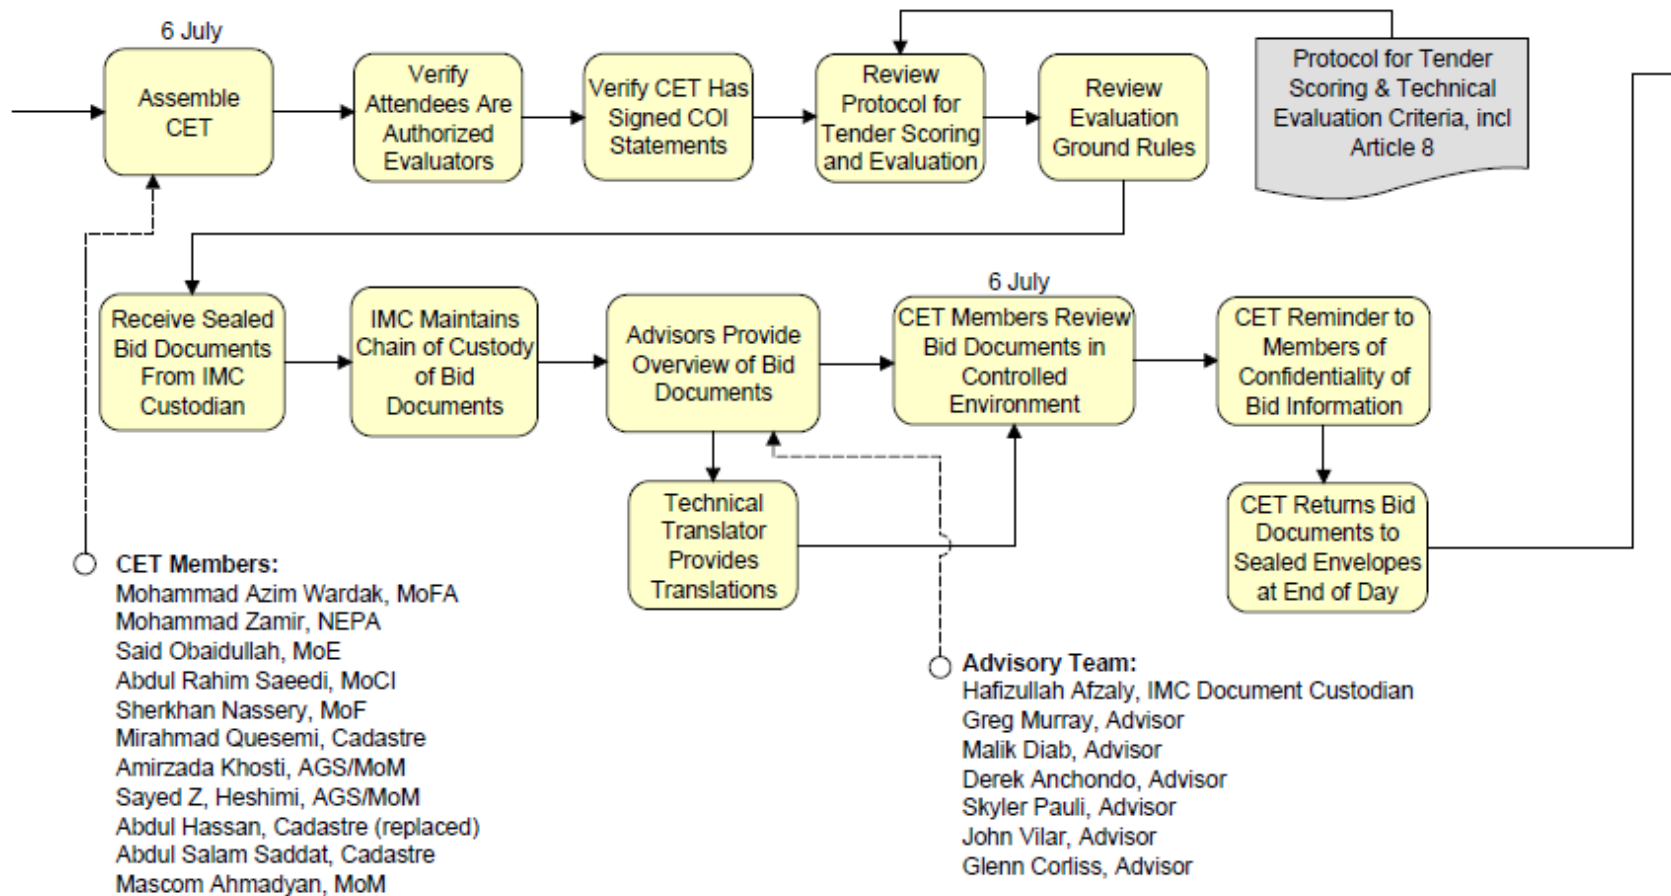 6 July
Assemble
CET
Verify
Attendees Are
Authorized
Evaluators
Verify CET Has
Signed COI
Statements
Review
Protocol for
Tender Scoring
and Evaluation
Review
Evaluation
Ground Rules
Protocol for Tender
Scoring & Technical
Evaluation Criteria, incl
Article 8
Receive Sealed
Bid Documents
From IMC
Custodian
IMC Maintains
Chain of Custody
of Bid
Documents
Advisors Provide
Overview of Bid
Documents
6 July
CET Members Review
Bid Documents in
Controlled
Environment
CET Reminder to
Members of
Confidentiality of
Bid Information
Technical
Translator
Provides
Translations
CET Returns Bid
Documents to
Sealed Envelopes
at End of Day
CET Members:
Mohammad Azim Wardak, MoFA
Mohammad Zamir, NEPA
Said Obaidullah, MoE
Abdul Rahim Saeedi, MoCI
Sherkhan Nassery, MoF
Mirahmad Quesemi, Cadastre
Amirzada Khosti, AGS/MoM
Sayed Z, Heshimi, AGS/MoM
Abdul Hassan, Cadastre (replaced)
Abdul Salam Saddat, Cadastre
Mascom Ahmadyan, MoM
Advisory Team:
Hafizullah Afzaly, IMC Document Custodian
Greg Murray, Advisor
Malik Diab, Advisor
Derek Anchondo, Advisor
Skyler Pauli, Advisor
John Vilar, Advisor
Glenn Corliss, Advisor